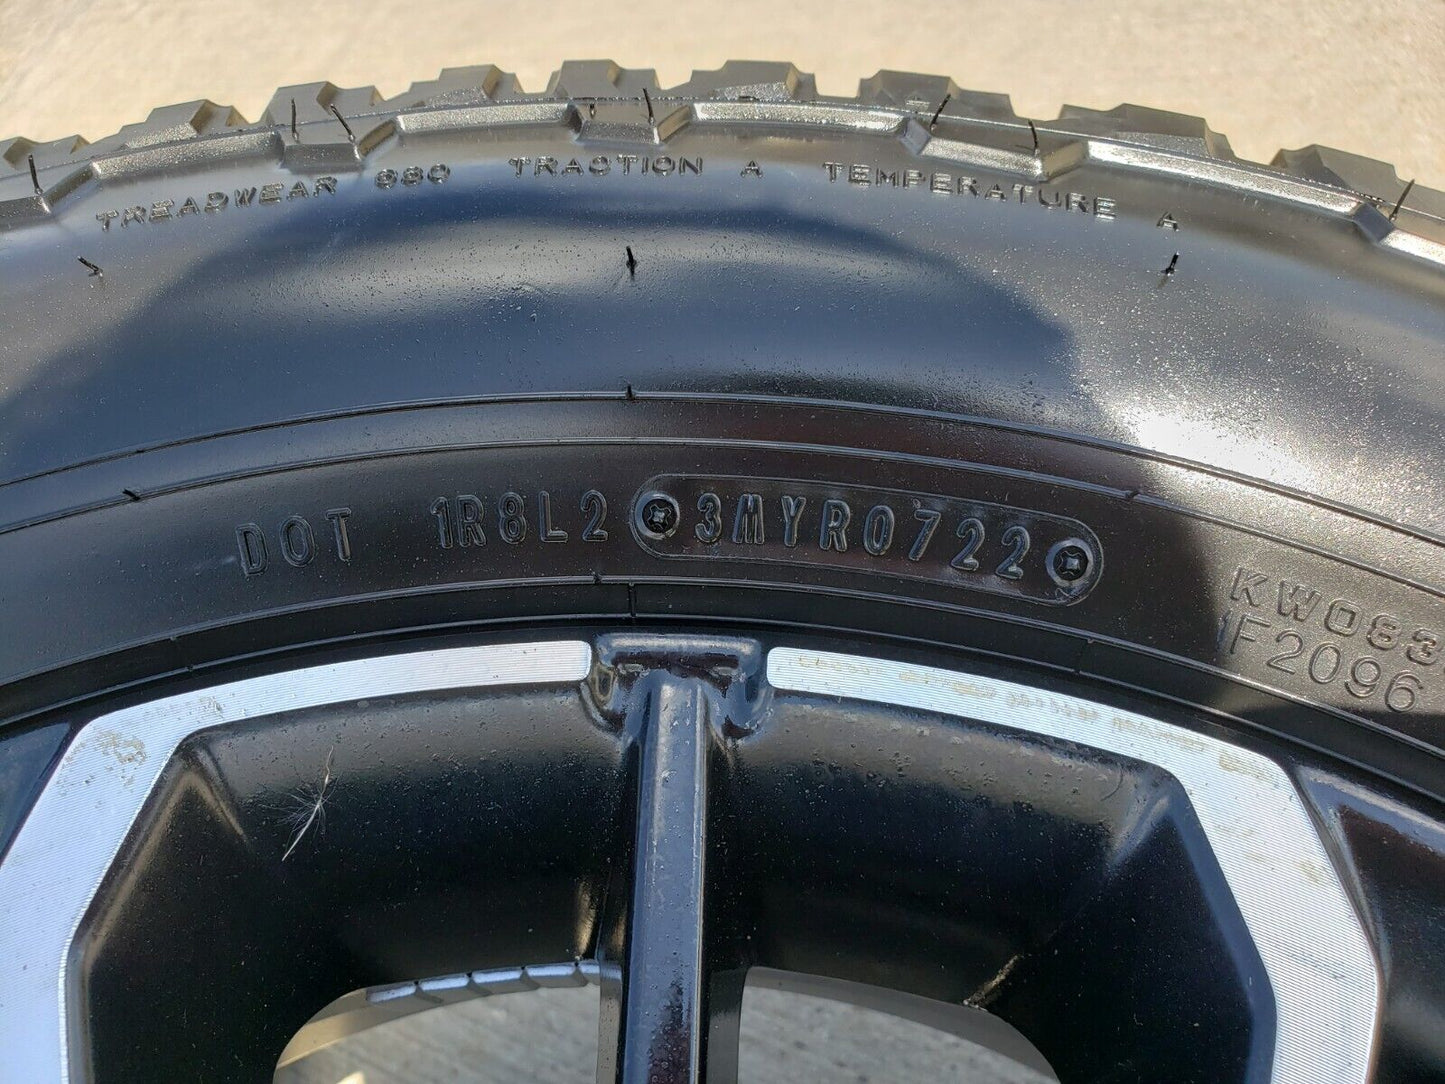 TREADWEAR 680 TRACTION A TEMPERATURE A
DOT 1R8L2 3MYR0722
KW083
1F2096